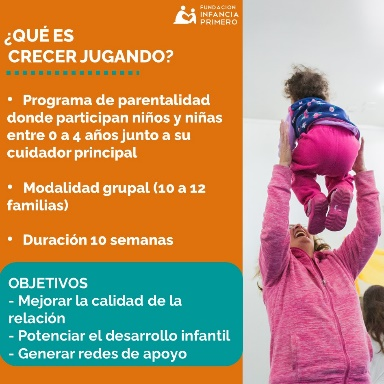 FUNDACIÓN
INFANCIA
PRIMERO
¿QUÉ ES
CRECER JUGANDO?
• Programa de parentalidad
donde participan niños y niñas
entre 0 a 4 años junto a su
cuidador principal
• Modalidad grupal (10 a 12
familias)
• Duración 10 semanas
OBJETIVOS
- Mejorar la calidad de la
relación
- Potenciar el desarrollo infantil
- Generar redes de apoyo